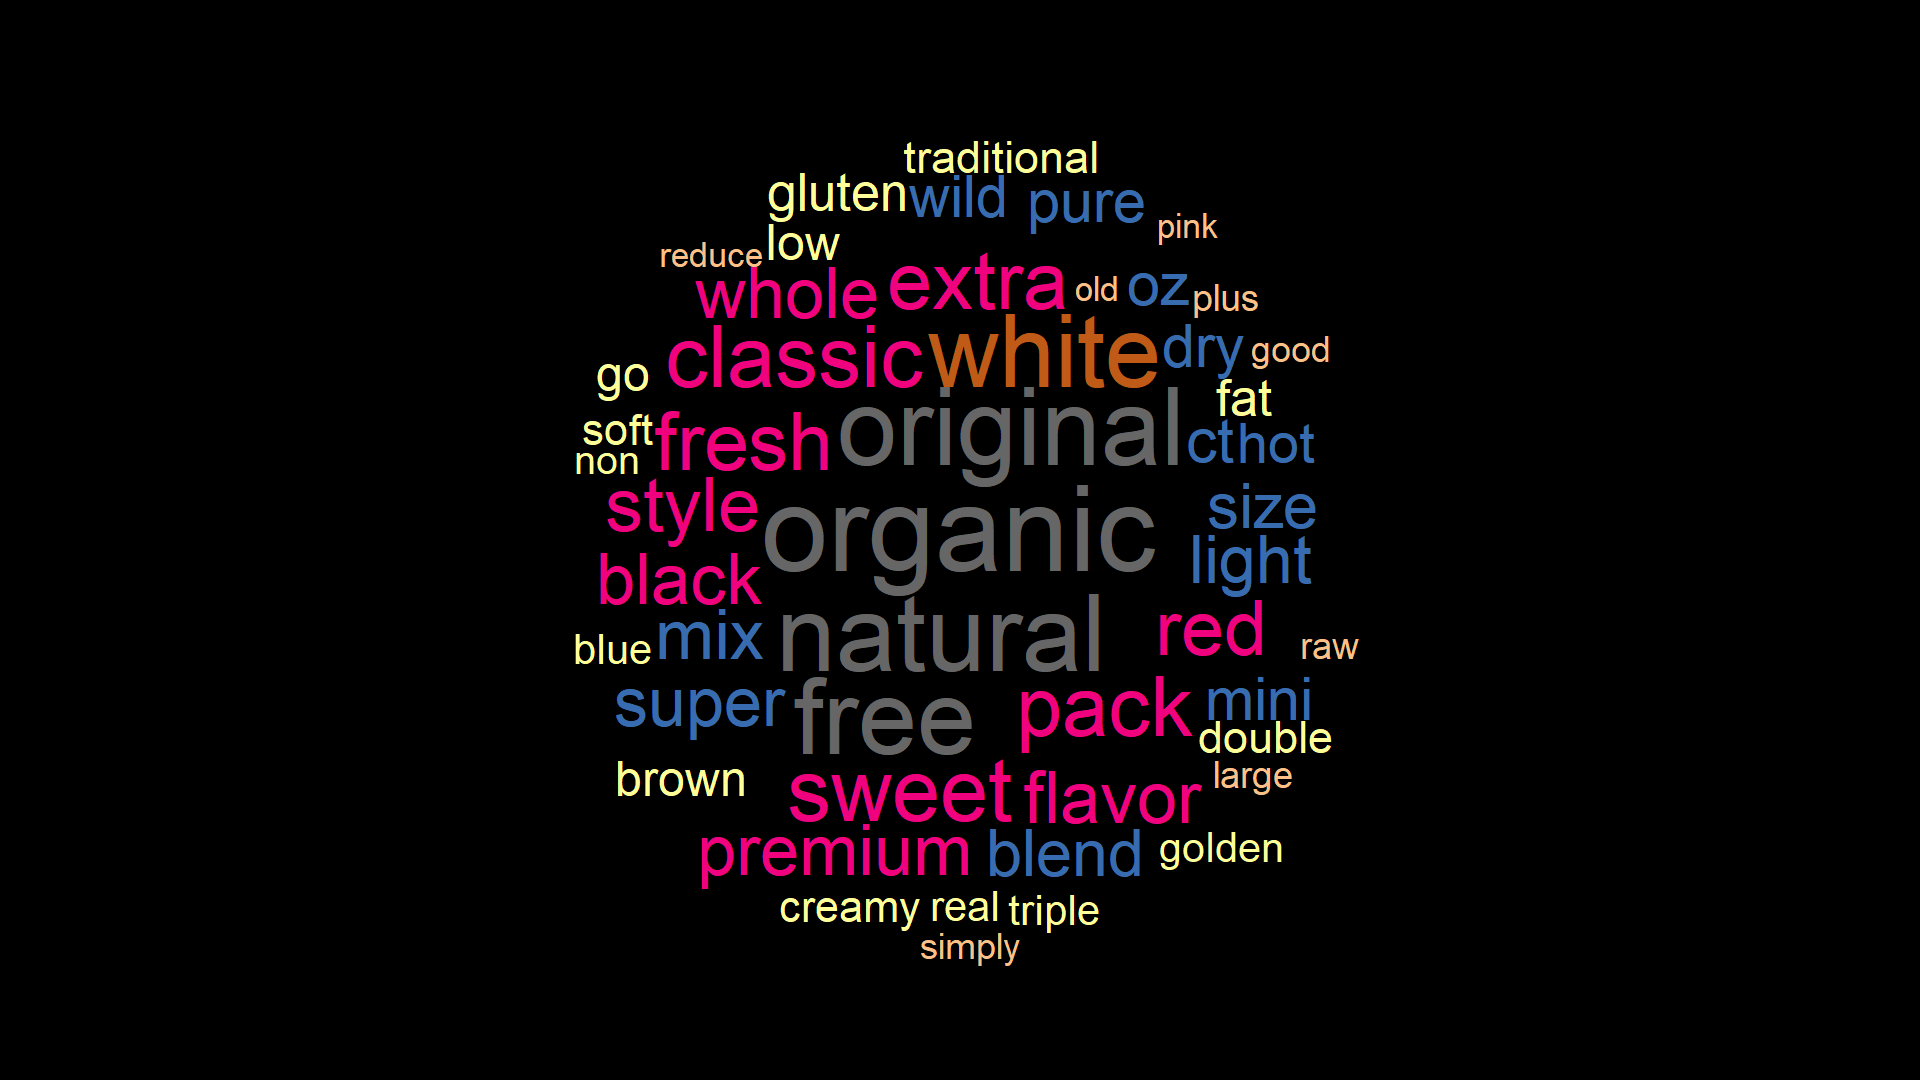 traditional
gluten wild pure pink
reduce low
whole extra old oz plus
classic white dry good
go fat
soft fresh original ct hot
non
style organic size
black light
blue mix natural red raw
super free pack mini
double
brown sweet flavor large
premium blend golden
creamy real triple
simply